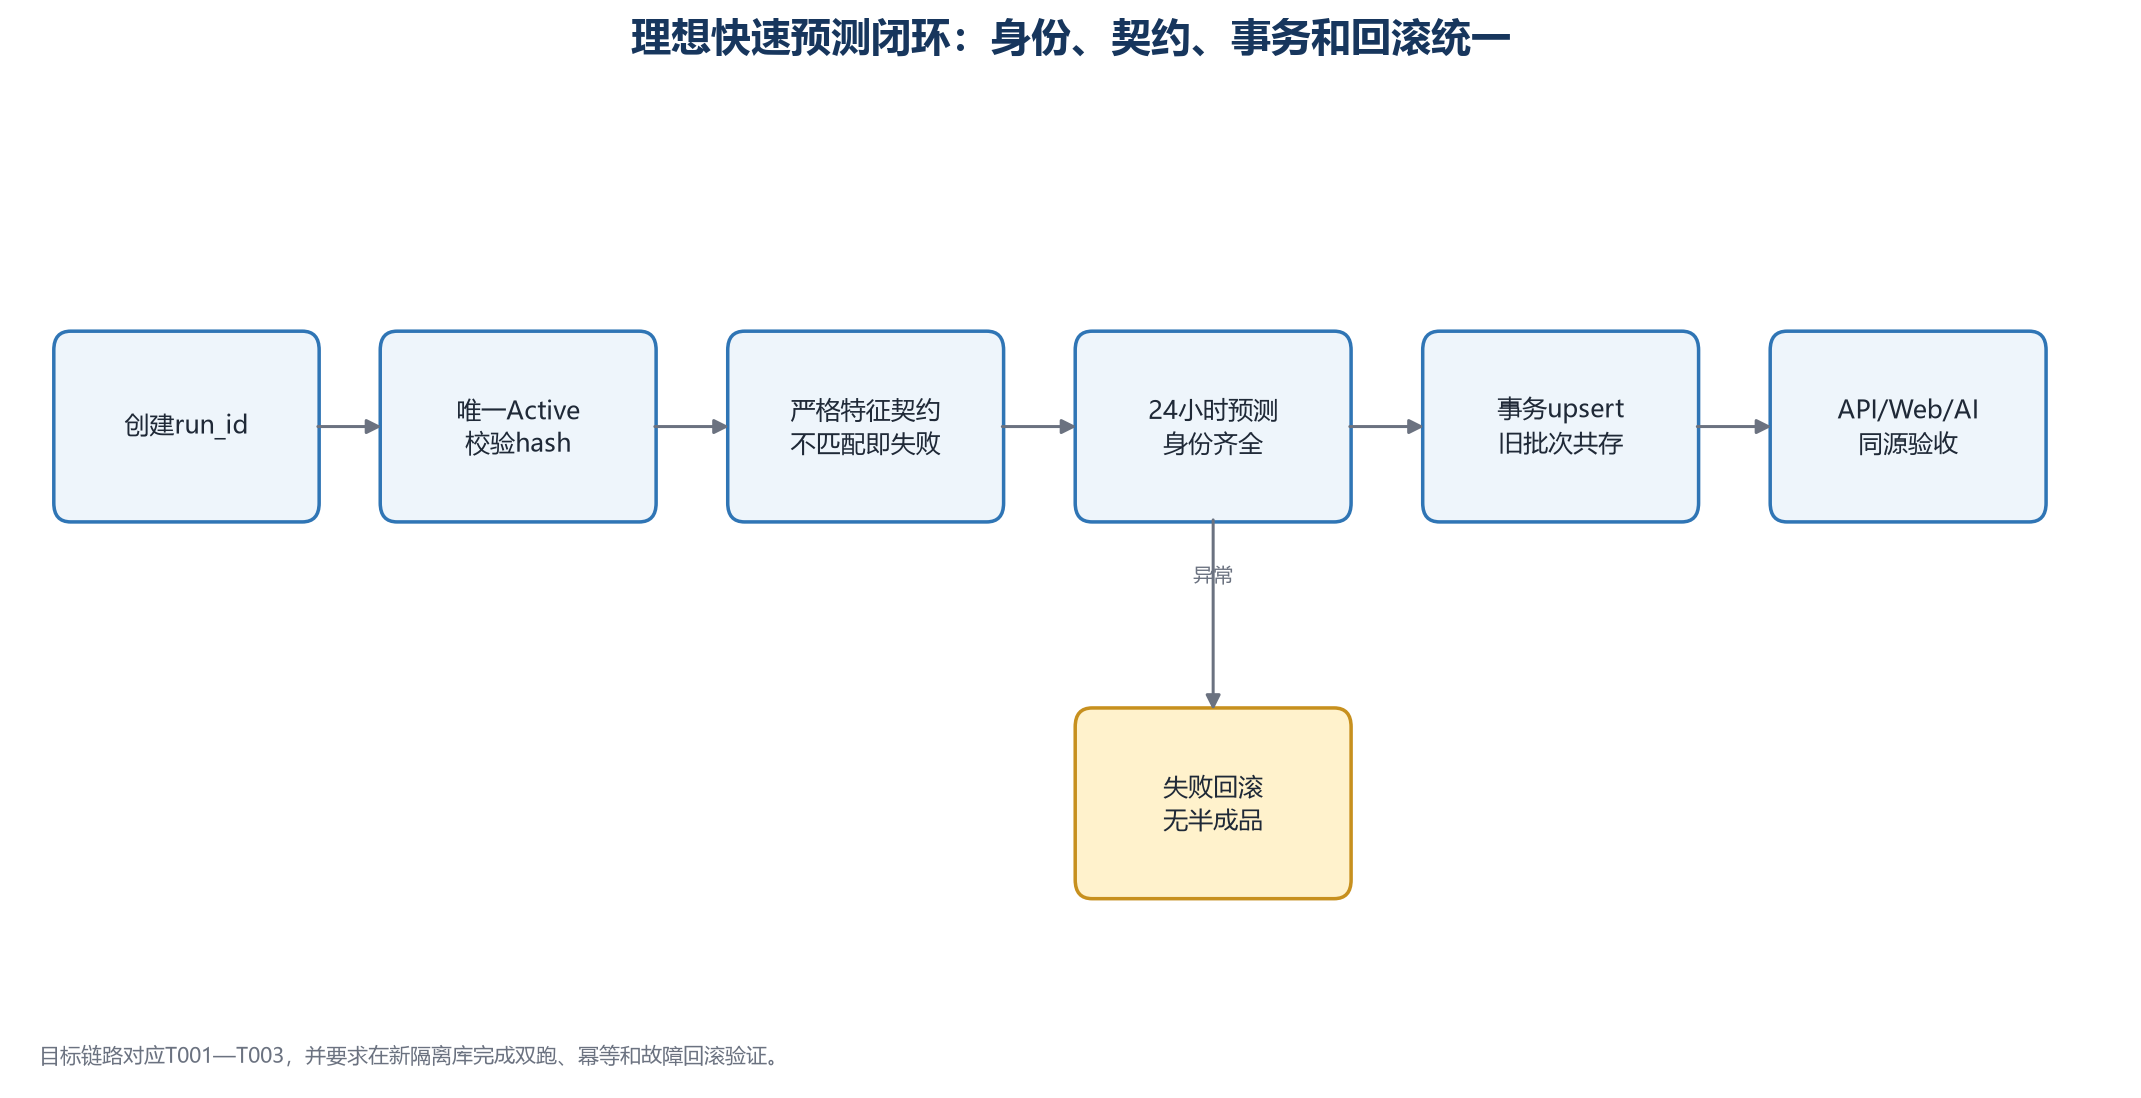 理想快速预测闭环：身份、契约、事务和回滚统一
创建run_id
唯一Active
校验hash
严格特征契约
不匹配即失败
24小时预测
身份齐全
事务upsert
旧批次共存
API/Web/AI
同源验收
异常
失败回滚
无半成品
目标链路对应T001—T003，并要求在新隔离库完成双跑、幂等和故障回滚验证。